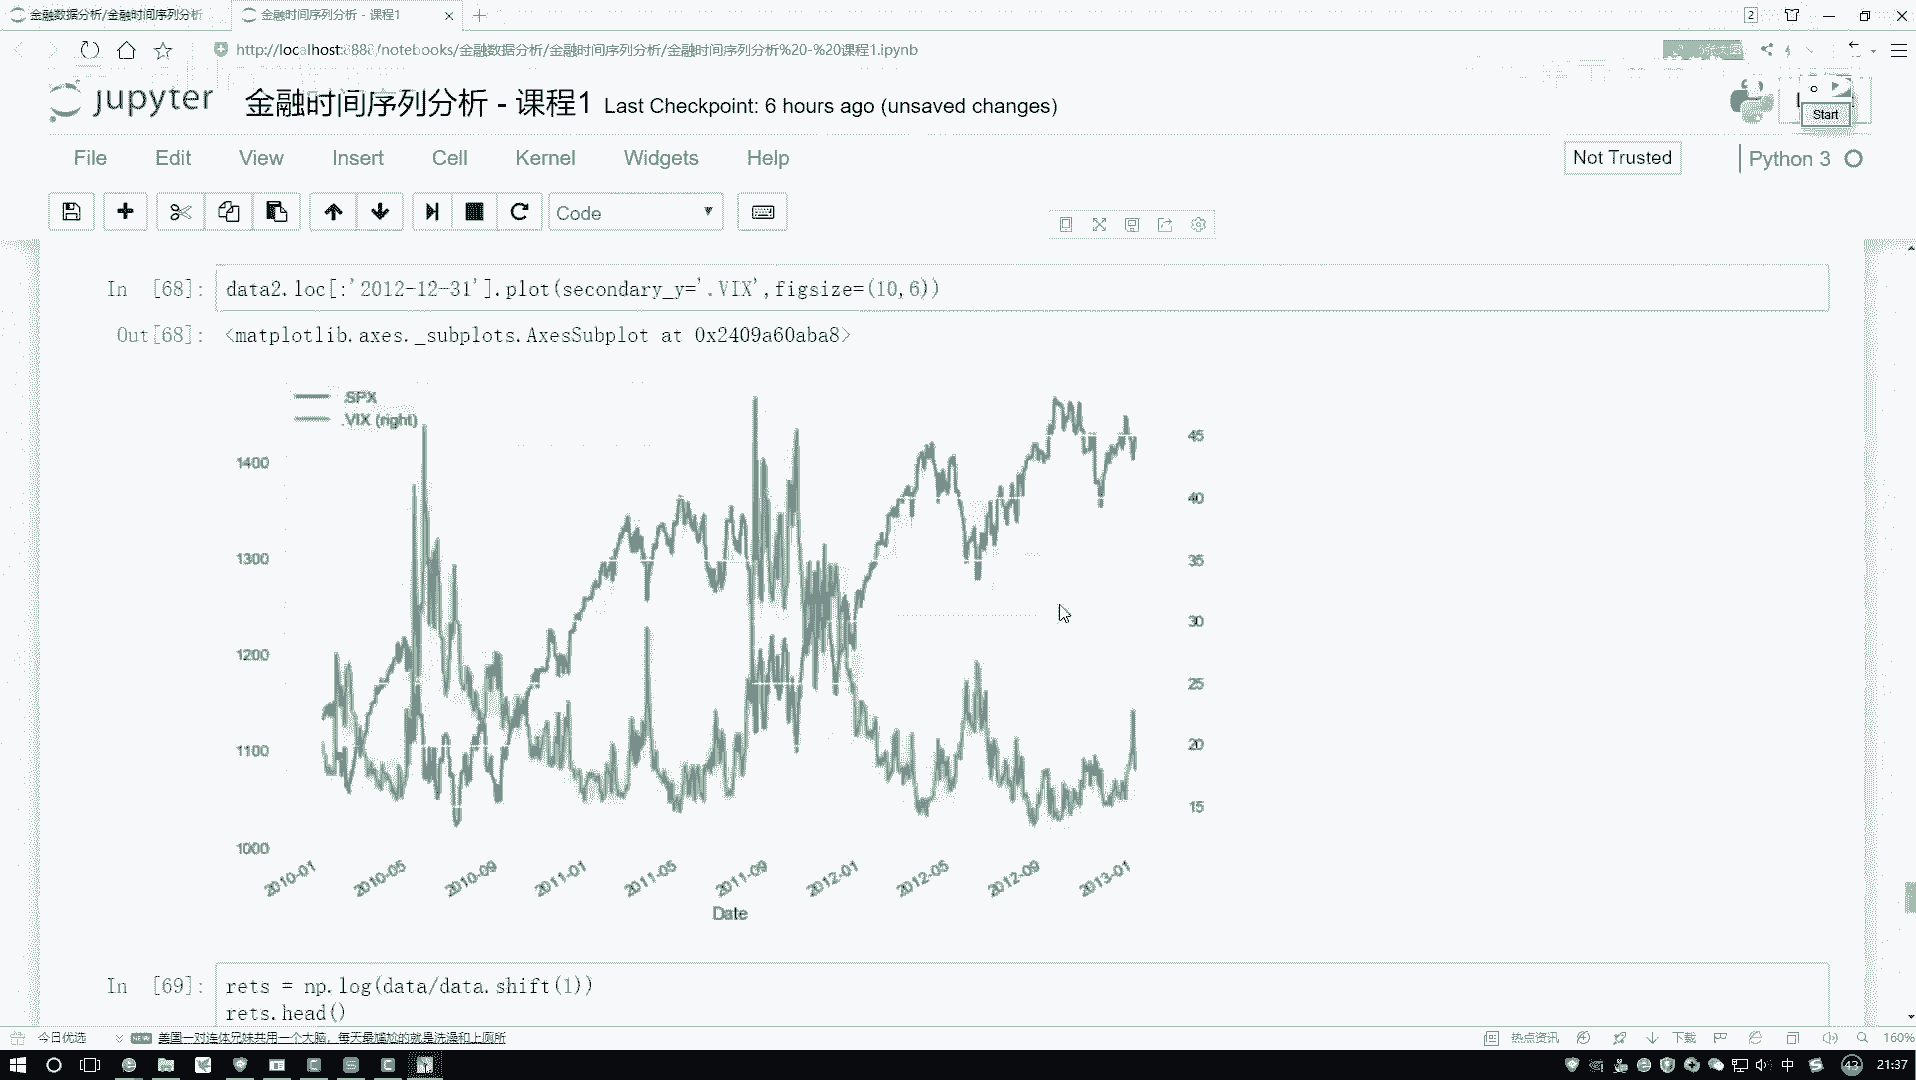 金融数据分析/金融时间序列分析
金融时间序列分析 - 课程1
2
http://localhost:8888/notebooks/金融数据分析/金融时间序列分析/金融时间序列分析%20-%20课程1.ipynb
jupyter
金融时间序列分析 - 课程1 Last Checkpoint: 6 hours ago (unsaved changes)
Start
File Edit View Insert Cell Kernel Widgets Help
Not Trusted
Python 3
Code
In [68]: data2.loc[:'2012-12-31'].plot(secondary_y='.VIX',figsize=(10,6))
Out[68]: <matplotlib.axes._subplots.AxesSubplot at 0x2409a60aba8>
.SPX
.VIX (right)
1400
1300
1200
1100
1000
45
40
35
30
25
20
15
2010-01 2010-05 2010-09 2011-01 2011-05 2011-09 2012-01 2012-05 2012-09 2013-01
Date
In [69]: rets = np.log(data/data.shift(1))
rets.head()
今日优选
NEW
美国一对连体兄妹共用一个大脑，每天最尴尬的就是洗澡和上厕所
热点资讯
下载
160%
中
43
21:37